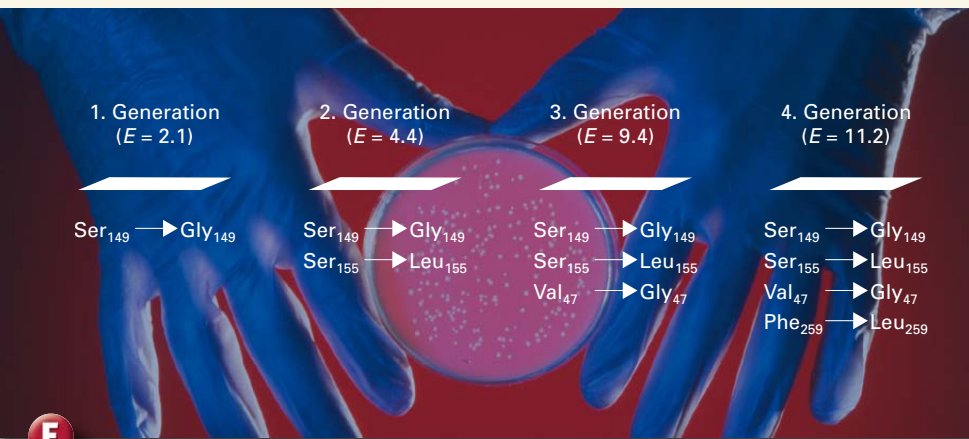 1. Generation
(E = 2.1)
2. Generation
(E = 4.4)
3. Generation
(E = 9.4)
4. Generation
(E = 11.2)
Ser₁₄₉ → Gly₁₄₉
Ser₁₄₉ → Gly₁₄₉
Ser₁₅₅ → Leu₁₅₅
Ser₁₄₉ → Gly₁₄₉
Ser₁₅₅ → Leu₁₅₅
Val₄₇ → Gly₄₇
Ser₁₄₉ → Gly₁₄₉
Ser₁₅₅ → Leu₁₅₅
Val₄₇ → Gly₄₇
Phe₂₅₉ → Leu₂₅₉